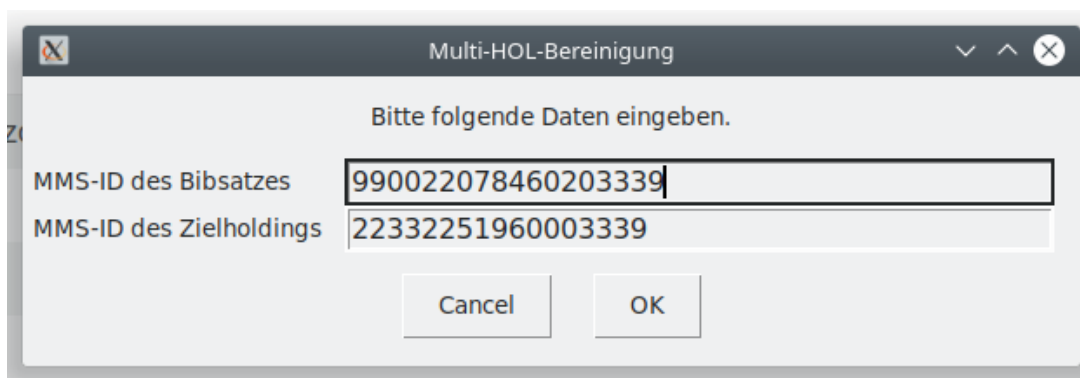 Multi-HOL-Bereinigung
Bitte folgende Daten eingeben.
MMS-ID des Bibsatzes 990022078460203339
MMS-ID des Zielholdings 22332251960003339
Cancel OK